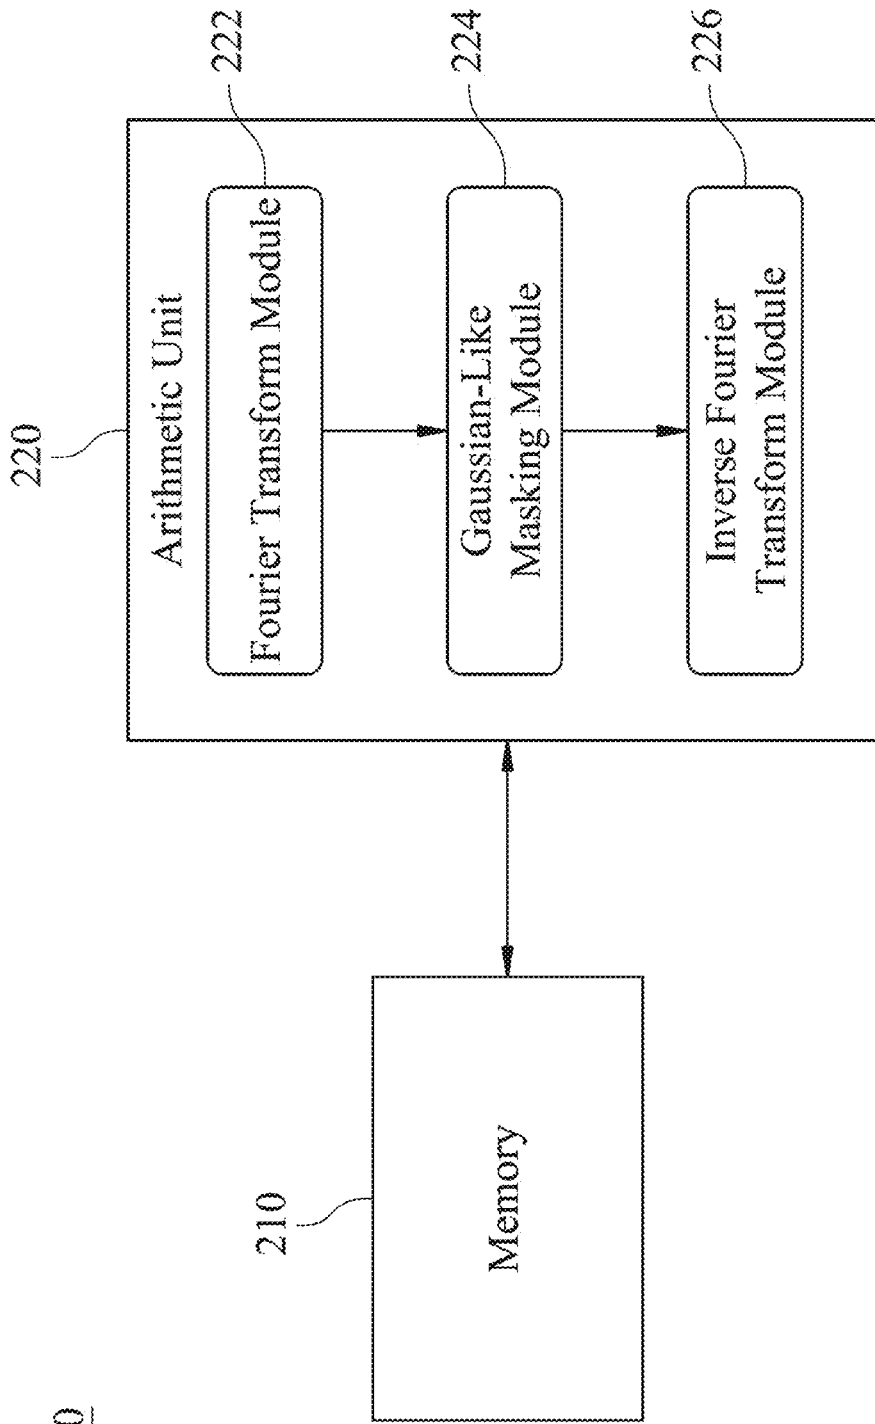 220
Arithmetic Unit
Fourier Transform Module
222
Gaussian-Like
Masking Module
224
Inverse Fourier
Transform Module
226
210
Memory